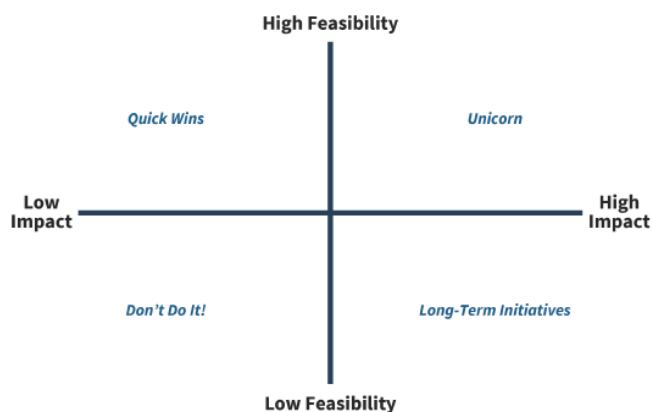 High Feasibility
Quick Wins
Unicorn
Low
Impact
High
Impact
Don’t Do It!
Long-Term Initiatives
Low Feasibility